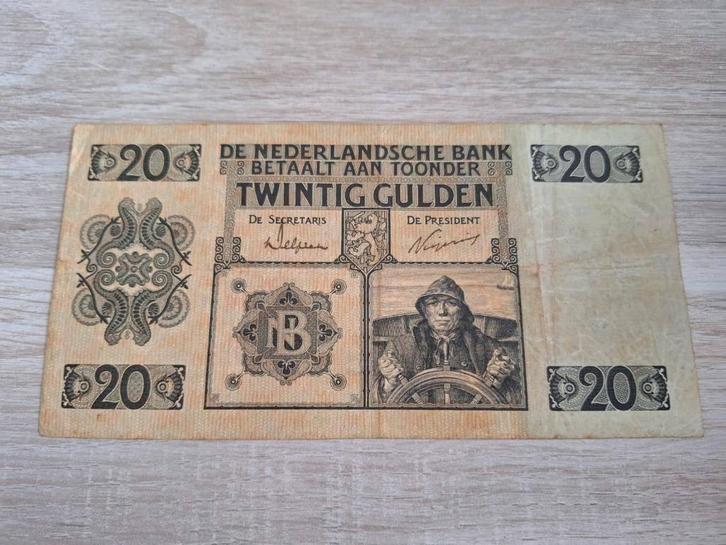 20 DE NEDERLANDSCHE BANK 20
BETAALT AAN TOONDER
TWINTIG GULDEN
DE SECRETARIS DE PRESIDENT
NB
20 20